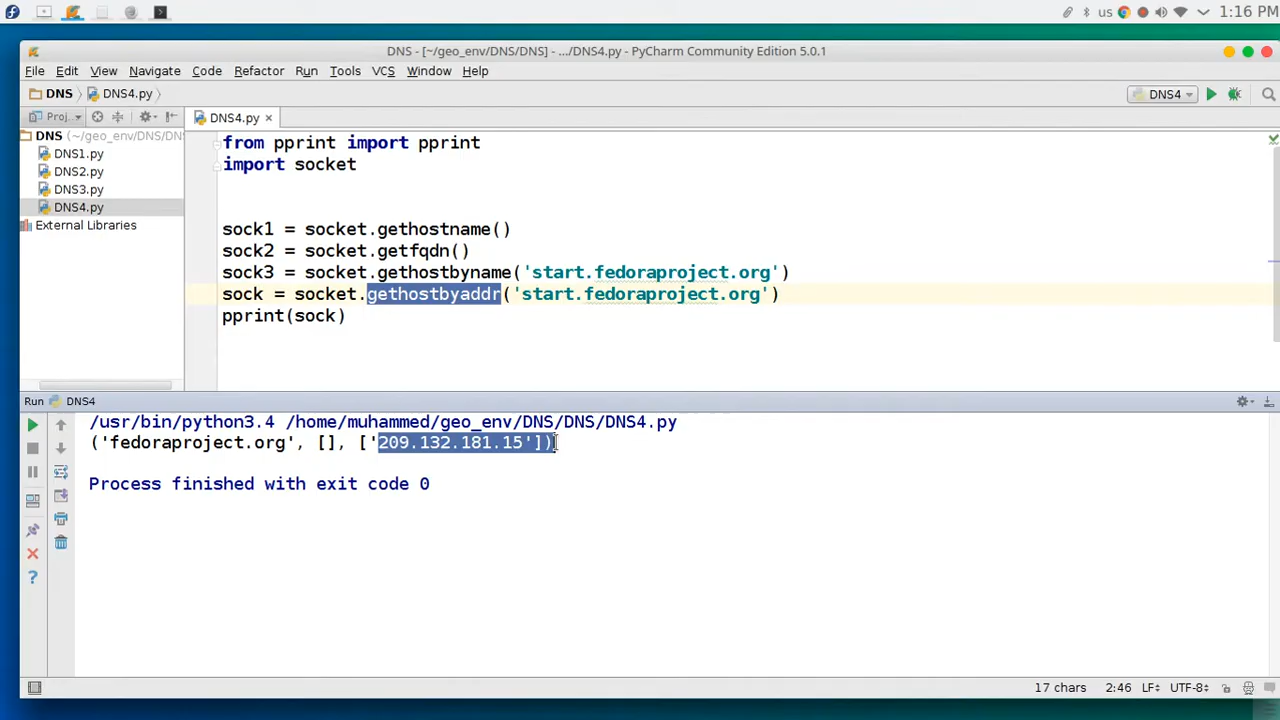 us 1:16 PM
DNS - [~/geo_env/DNS/DNS] - .../DNS4.py - PyCharm Community Edition 5.0.1
File Edit View Navigate Code Refactor Run Tools VCS Window Help
DNS DNS4.py DNS4
Proj... DNS4.py
DNS (~/geo_env/DNS/DNS
DNS1.py
DNS2.py
DNS3.py
DNS4.py
External Libraries
from pprint import pprint
import socket
sock1 = socket.gethostname()
sock2 = socket.getfqdn()
sock3 = socket.gethostbyname('start.fedoraproject.org')
sock = socket.gethostbyaddr('start.fedoraproject.org')
pprint(sock)
Run DNS4
/usr/bin/python3.4 /home/muhammed/geo_env/DNS/DNS/DNS4.py
('fedoraproject.org', [], ['209.132.181.15'])
Process finished with exit code 0
17 chars 2:46 LF÷ UTF-8÷